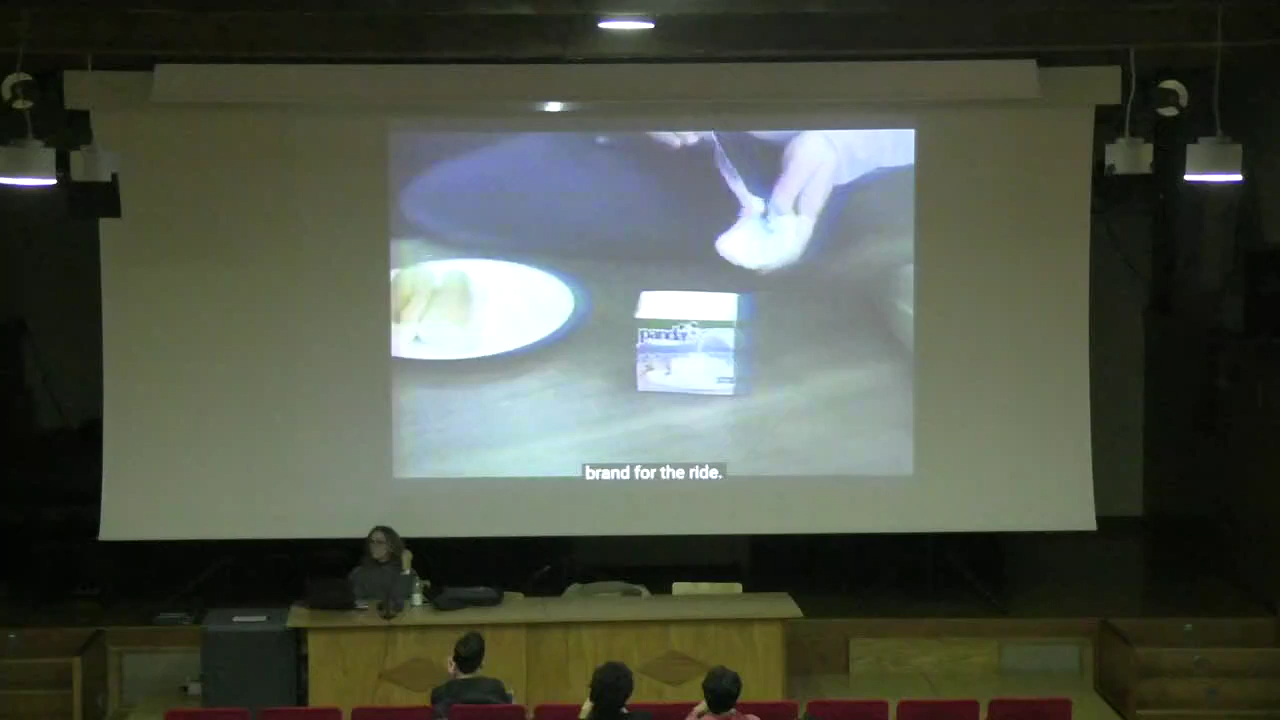 brand for the ride.